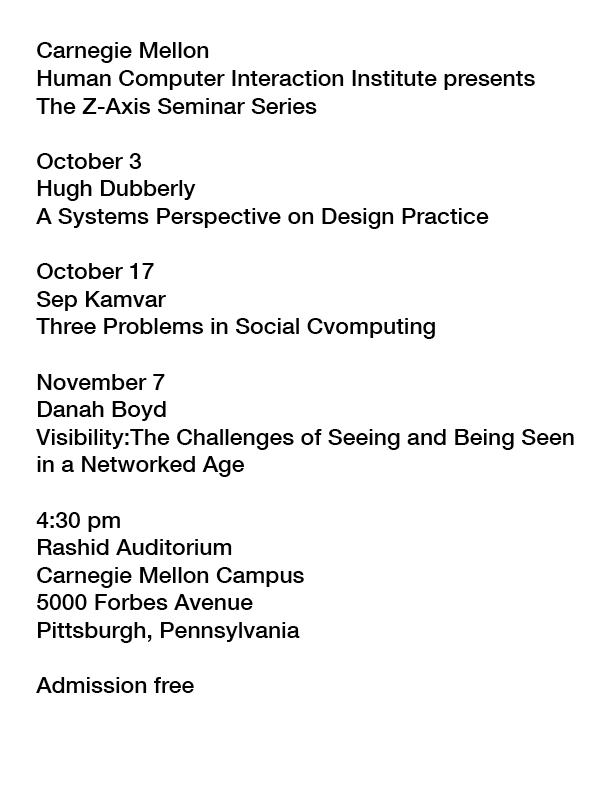 Carnegie Mellon
Human Computer Interaction Institute presents
The Z-Axis Seminar Series
October 3
Hugh Dubberly
A Systems Perspective on Design Practice
October 17
Sep Kamvar
Three Problems in Social Cvomputing
November 7
Danah Boyd
Visibility:The Challenges of Seeing and Being Seen
in a Networked Age
4:30 pm
Rashid Auditorium
Carnegie Mellon Campus
5000 Forbes Avenue
Pittsburgh, Pennsylvania
Admission free